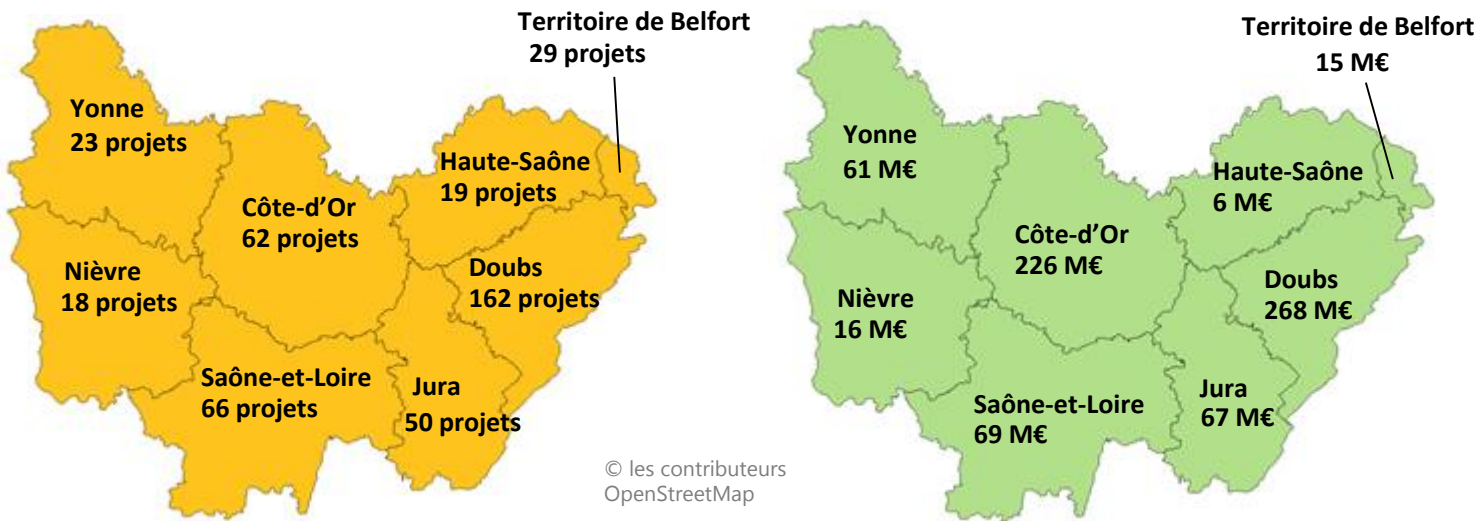 Territoire de Belfort
29 projets
Yonne
23 projets
Haute-Saône
19 projets
Côte-d’Or
62 projets
Doubs
162 projets
Nièvre
18 projets
Saône-et-Loire
66 projets
Jura
50 projets
© les contributeurs
OpenStreetMap
Territoire de Belfort
15 M€
Yonne
61 M€
Haute-Saône
6 M€
Côte-d’Or
226 M€
Doubs
268 M€
Nièvre
16 M€
Saône-et-Loire
69 M€
Jura
67 M€